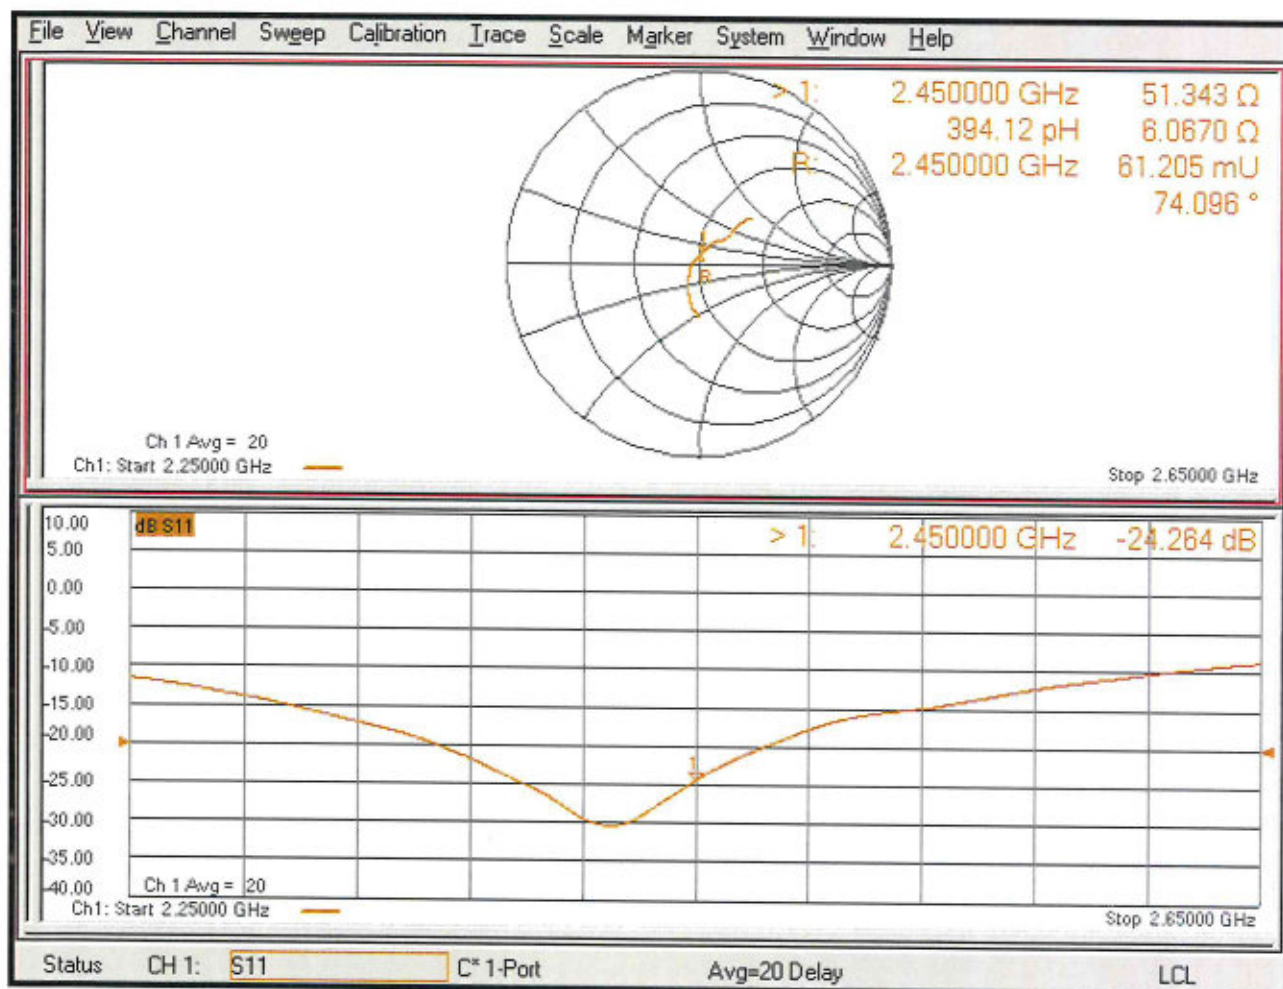 File View Channel Sweep Calibration Trace Scale Marker System Window Help
> 1: 2.450000 GHz 51.343 Ω
394.12 pH 6.0670 Ω
R: 2.450000 GHz 61.205 mU
74.096 °
1
R
Ch 1 Avg = 20
Ch1: Start 2.25000 GHz Stop 2.65000 GHz
10.00 dB S11 > 1: 2.450000 GHz -24.264 dB
5.00
0.00
-5.00
-10.00
-15.00
-20.00
1
-25.00
-30.00
-35.00
-40.00 Ch 1 Avg = 20
Ch1: Start 2.25000 GHz Stop 2.65000 GHz
Status CH 1: S11 C* 1-Port Avg=20 Delay LCL